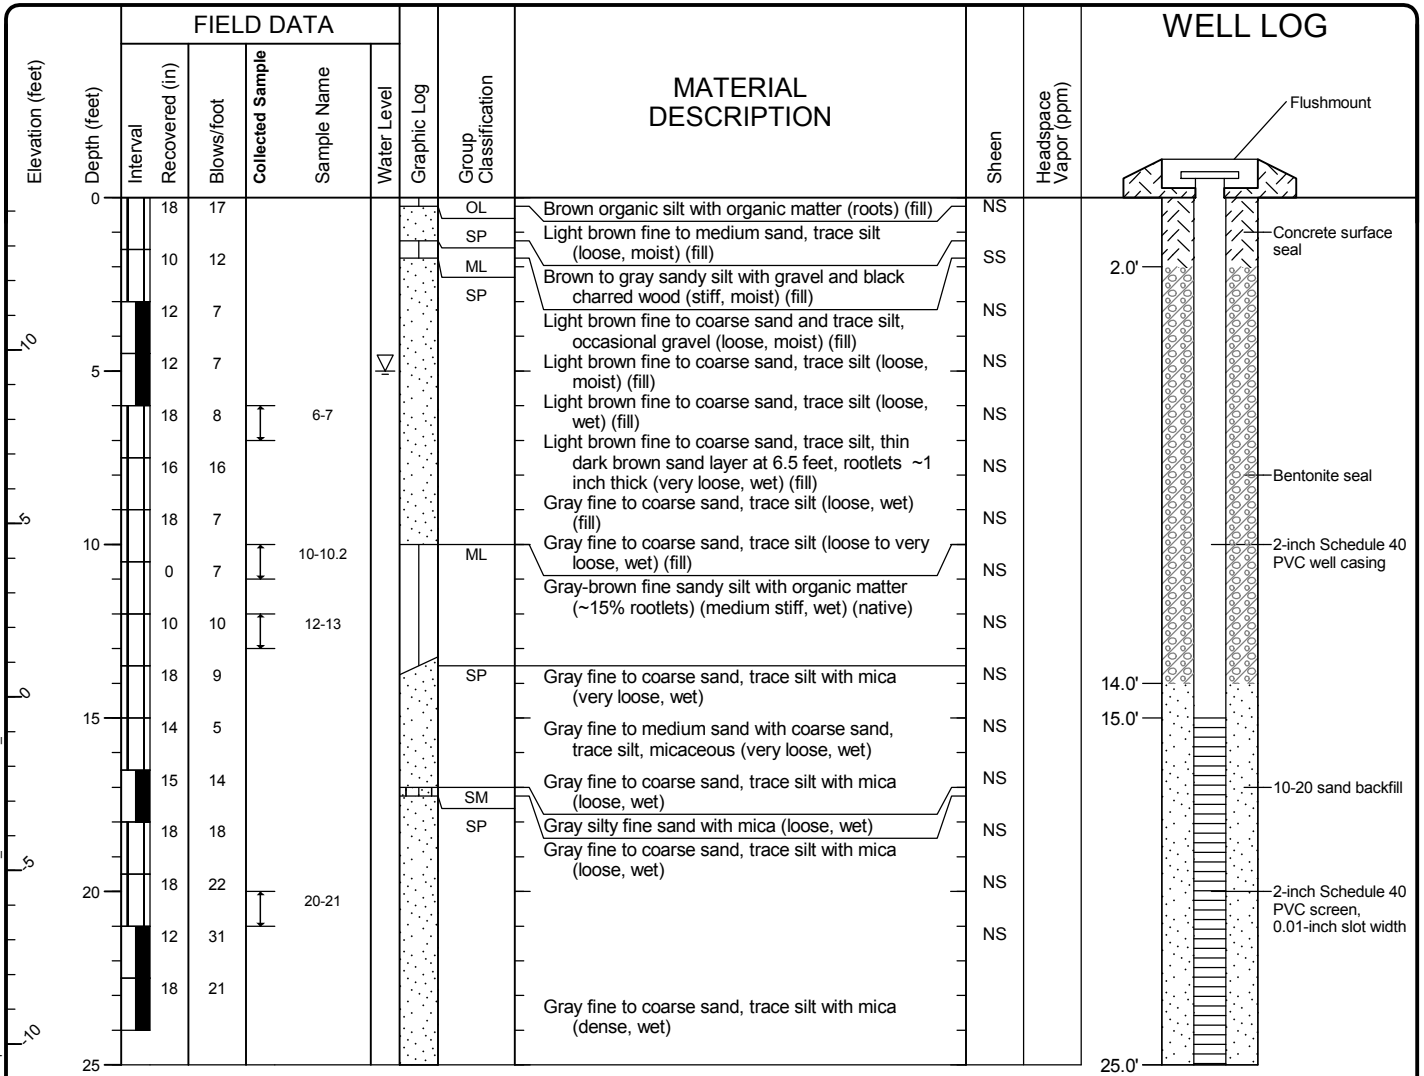 FIELD DATA
WELL LOG
Elevation (feet)
Depth (feet)
Interval
Recovered (in)
Blows/foot
Collected Sample
Sample Name
Water Level
Graphic Log
Group
Classification
MATERIAL
DESCRIPTION
Sheen
Headspace
Vapor (ppm)
Flushmount
0
18 17
OL
Brown organic silt with organic matter (roots) (fill)
NS
SP
Light brown fine to medium sand, trace silt
(loose, moist) (fill)
Concrete surface
seal
10 12
ML
SS
2.0'
Brown to gray sandy silt with gravel and black
charred wood (stiff, moist) (fill)
SP
12 7
NS
Light brown fine to coarse sand and trace silt,
occasional gravel (loose, moist) (fill)
10
12 7
Light brown fine to coarse sand, trace silt (loose,
moist) (fill)
NS
5
Light brown fine to coarse sand, trace silt (loose,
wet) (fill)
18 8
6-7
NS
Light brown fine to coarse sand, trace silt, thin
dark brown sand layer at 6.5 feet, rootlets ~1
inch thick (very loose, wet) (fill)
16 16
NS
Bentonite seal
Gray fine to coarse sand, trace silt (loose, wet)
(fill)
5
18 7
NS
10
10-10.2
ML
Gray fine to coarse sand, trace silt (loose to very
loose, wet) (fill)
2-inch Schedule 40
PVC well casing
0 7
NS
Gray-brown fine sandy silt with organic matter
(~15% rootlets) (medium stiff, wet) (native)
10 10
12-13
NS
18 9
SP
Gray fine to coarse sand, trace silt with mica
(very loose, wet)
NS
14.0'
0
15
15.0'
14 5
Gray fine to medium sand with coarse sand,
trace silt, micaceous (very loose, wet)
NS
15 14
Gray fine to coarse sand, trace silt with mica
(loose, wet)
NS
10-20 sand backfill
SM
18 18
SP
Gray silty fine sand with mica (loose, wet)
NS
Gray fine to coarse sand, trace silt with mica
(loose, wet)
-5
18 22
NS
20
20-21
2-inch Schedule 40
PVC screen,
0.01-inch slot width
12 31
NS
18 21
Gray fine to coarse sand, trace silt with mica
(dense, wet)
-10
25
25.0'